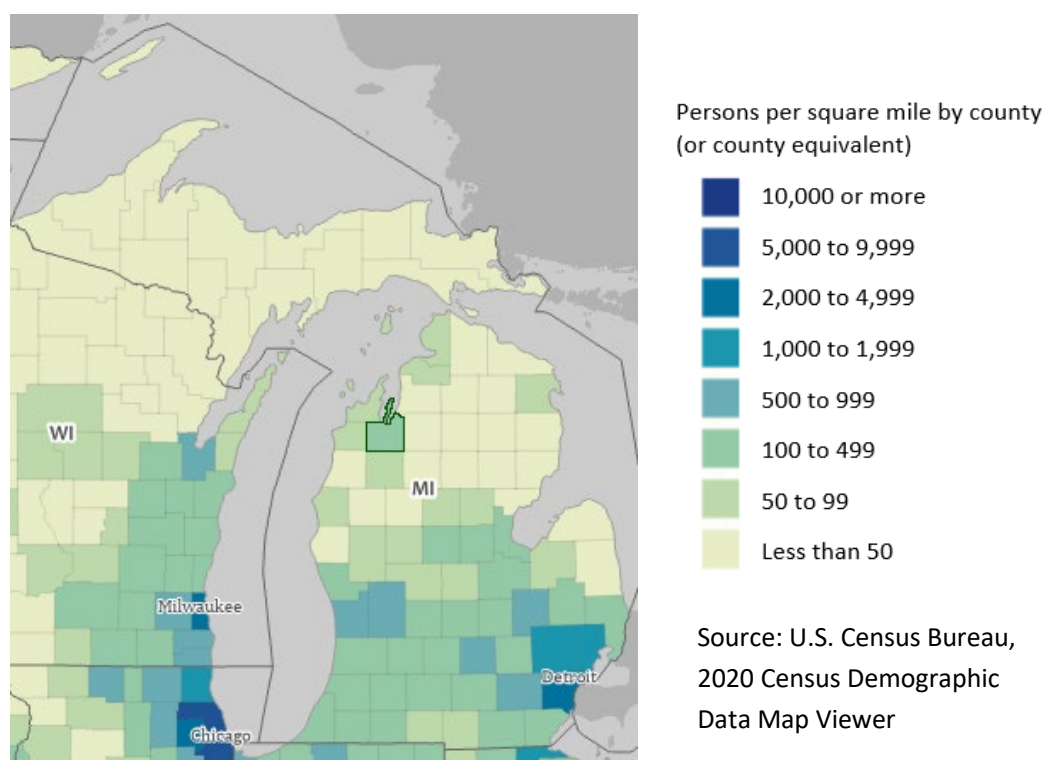 WI
MI
Milwaukee
Detroit
Chicago
Persons per square mile by county
(or county equivalent)
10,000 or more
5,000 to 9,999
2,000 to 4,999
1,000 to 1,999
500 to 999
100 to 499
50 to 99
Less than 50
Source: U.S. Census Bureau,
2020 Census Demographic
Data Map Viewer